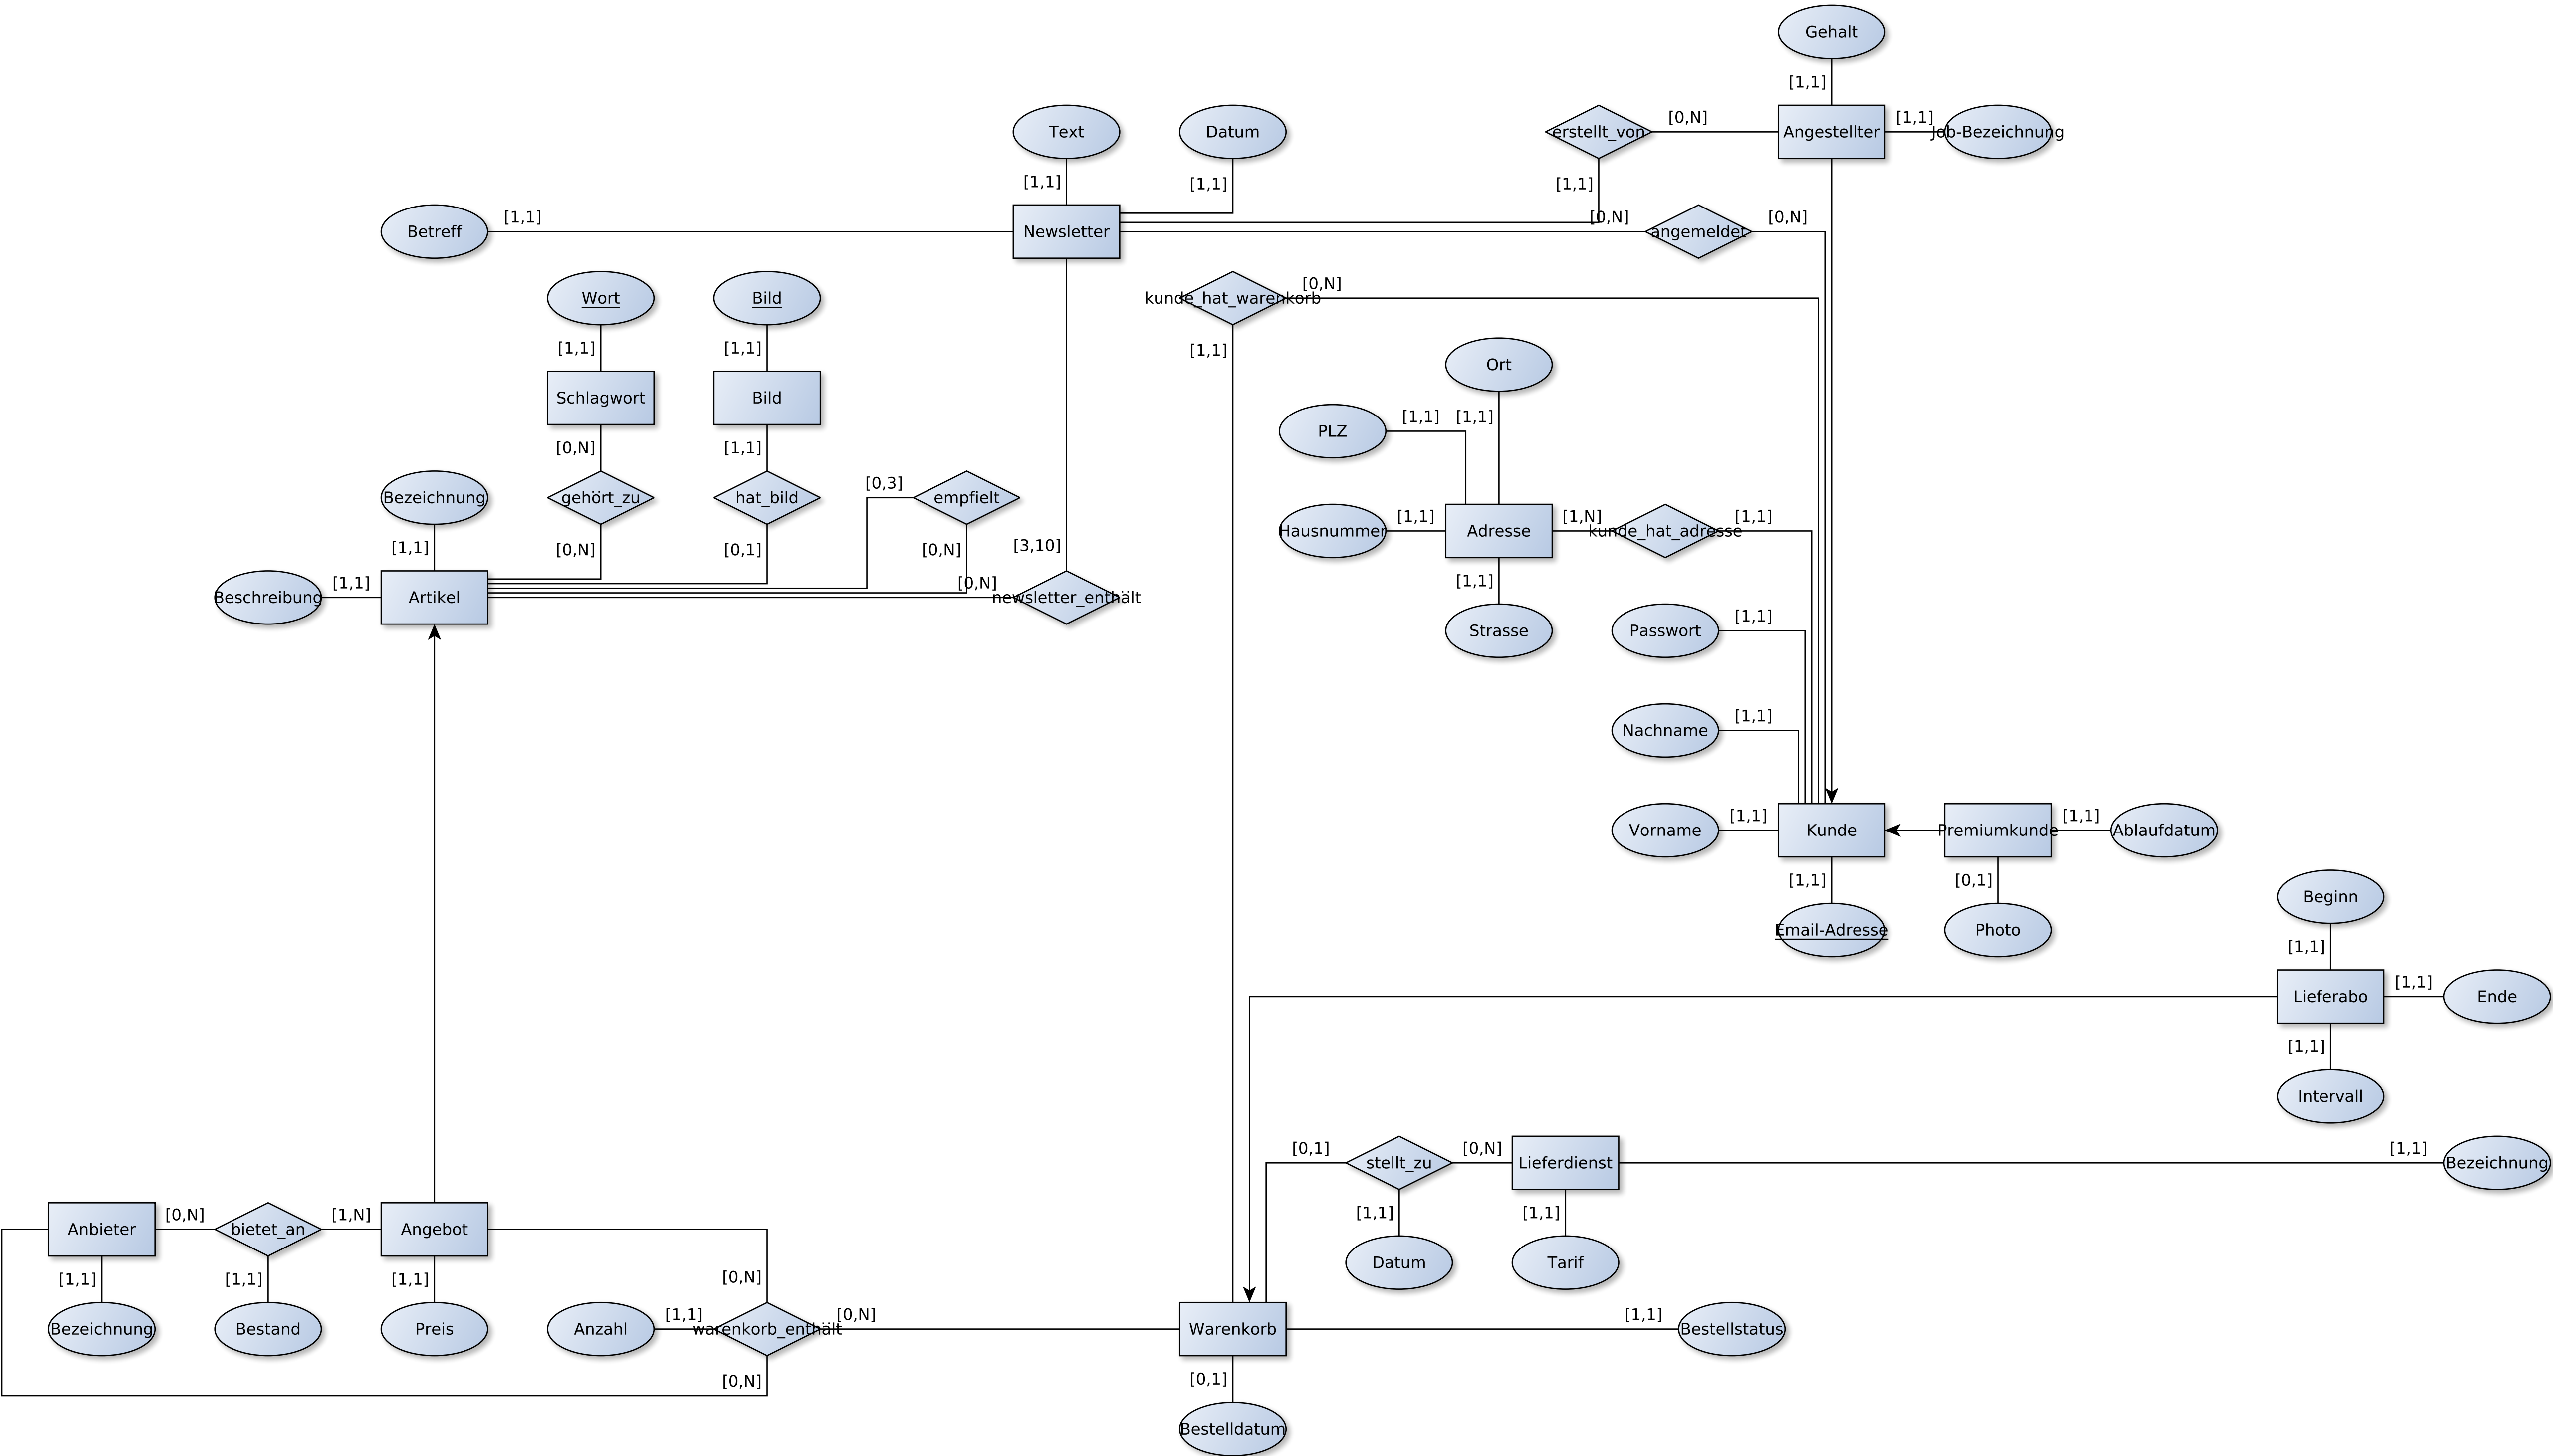 Gehalt
[1,1]
Text
Datum
erstellt_von
[0,N]
Angestellter
[1,1]
Job-Bezeichnung
[1,1]
[1,1]
[1,1]
Betreff
[1,1]
Newsletter
[0,N]
angemeldet
[0,N]
Wort
Bild
kunde_hat_warenkorb
[0,N]
[1,1]
[1,1]
[1,1]
Ort
Schlagwort
Bild
PLZ
[1,1]
[1,1]
[0,N]
[1,1]
Bezeichnung
gehört_zu
hat_bild
[0,3]
empfielt
Hausnummer
[1,1]
Adresse
[1,N]
kunde_hat_adresse
[1,1]
[1,1]
[0,N]
[0,1]
[0,N]
[3,10]
Beschreibung
[1,1]
Artikel
[0,N]
newsletter_enthält
[1,1]
Strasse
Passwort
[1,1]
Nachname
[1,1]
Vorname
[1,1]
Kunde
Premiumkunde
[1,1]
Ablaufdatum
[1,1]
[0,1]
Email-Adresse
Photo
Beginn
[1,1]
Lieferabo
[1,1]
Ende
[1,1]
Intervall
[0,1]
stellt_zu
[0,N]
Lieferdienst
[1,1]
Bezeichnung
[1,1]
[1,1]
Datum
Tarif
Anbieter
[0,N]
bietet_an
[1,N]
Angebot
[1,1]
[1,1]
[1,1]
[0,N]
Bezeichnung
Bestand
Preis
Anzahl
[1,1]
warenkorb_enthält
[0,N]
Warenkorb
[1,1]
Bestellstatus
[0,N]
[0,1]
Bestelldatum